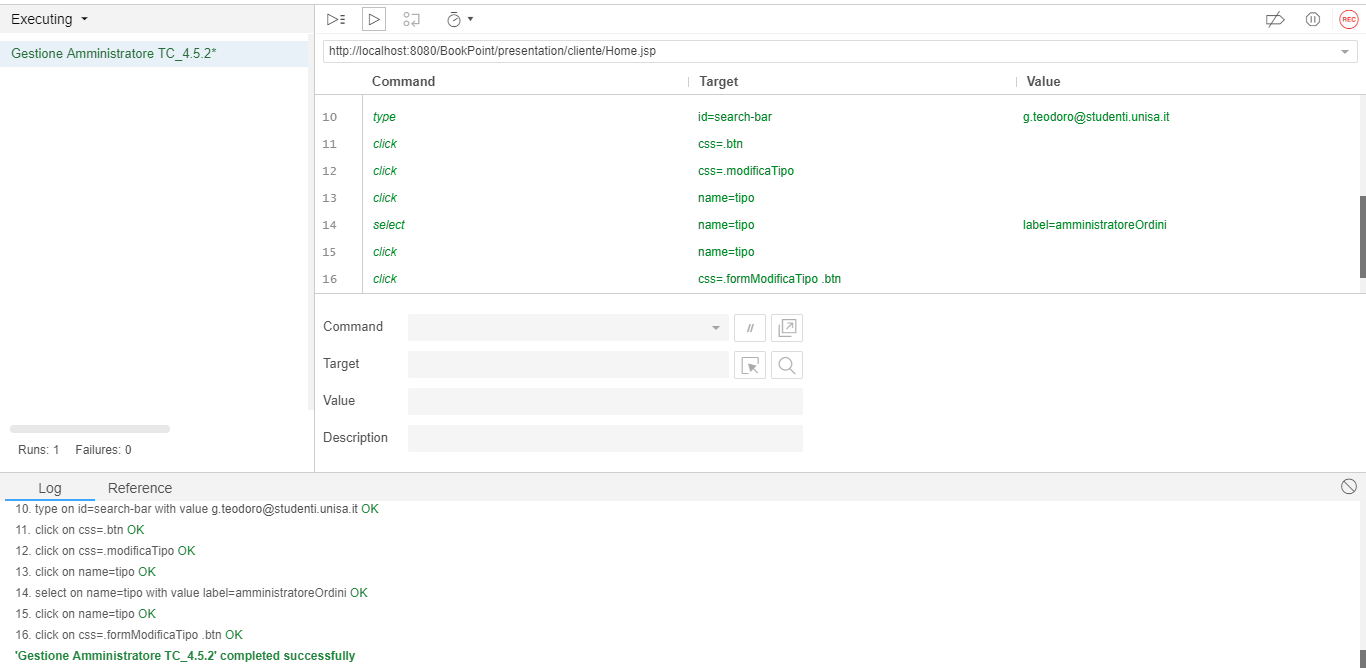 Executing
Gestione Amministratore TC_4.5.2*
Runs: 1 Failures: 0
REC
http://localhost:8080/BookPoint/presentation/cliente/Home.jsp
Command Target Value
10 type id=search-bar g.teodoro@studenti.unisa.it
11 click css=.btn
12 click css=.modificaTipo
13 click name=tipo
14 select name=tipo label=amministratoreOrdini
15 click name=tipo
16 click css=.formModificaTipo .btn
Command //
Target
Value
Description
Log Reference
10. type on id=search-bar with value g.teodoro@studenti.unisa.it OK
11. click on css=.btn OK
12. click on css=.modificaTipo OK
13. click on name=tipo OK
14. select on name=tipo with value label=amministratoreOrdini OK
15. click on name=tipo OK
16. click on css=.formModificaTipo .btn OK
'Gestione Amministratore TC_4.5.2' completed successfully